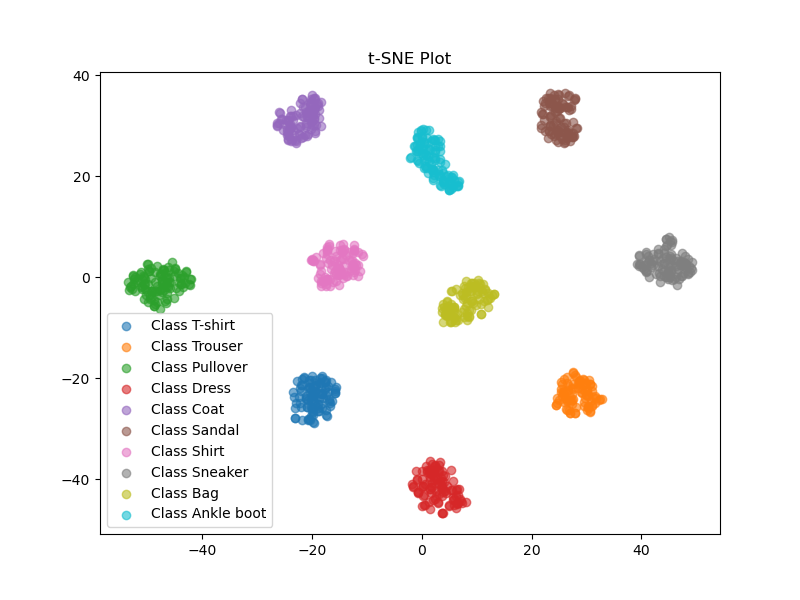 t-SNE Plot
40
20
0
−20
−40
Class T-shirt
Class Trouser
Class Pullover
Class Dress
Class Coat
Class Sandal
Class Shirt
Class Sneaker
Class Bag
Class Ankle boot
−40 −20 0 20 40